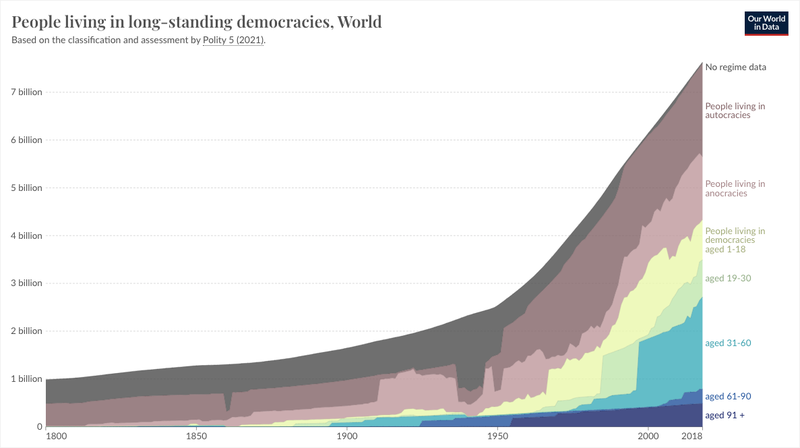 People living in long-standing democracies, World
Our World
in Data
Based on the classification and assessment by Polity 5 (2021).
No regime data
7 billion
People living in
autocracies
6 billion
5 billion
People living in
anocracies
4 billion
People living in
democracies
aged 1-18
3 billion
aged 19-30
2 billion
aged 31-60
1 billion
aged 61-90
aged 91 +
0
1800
1850
1900
1950
2000
2018